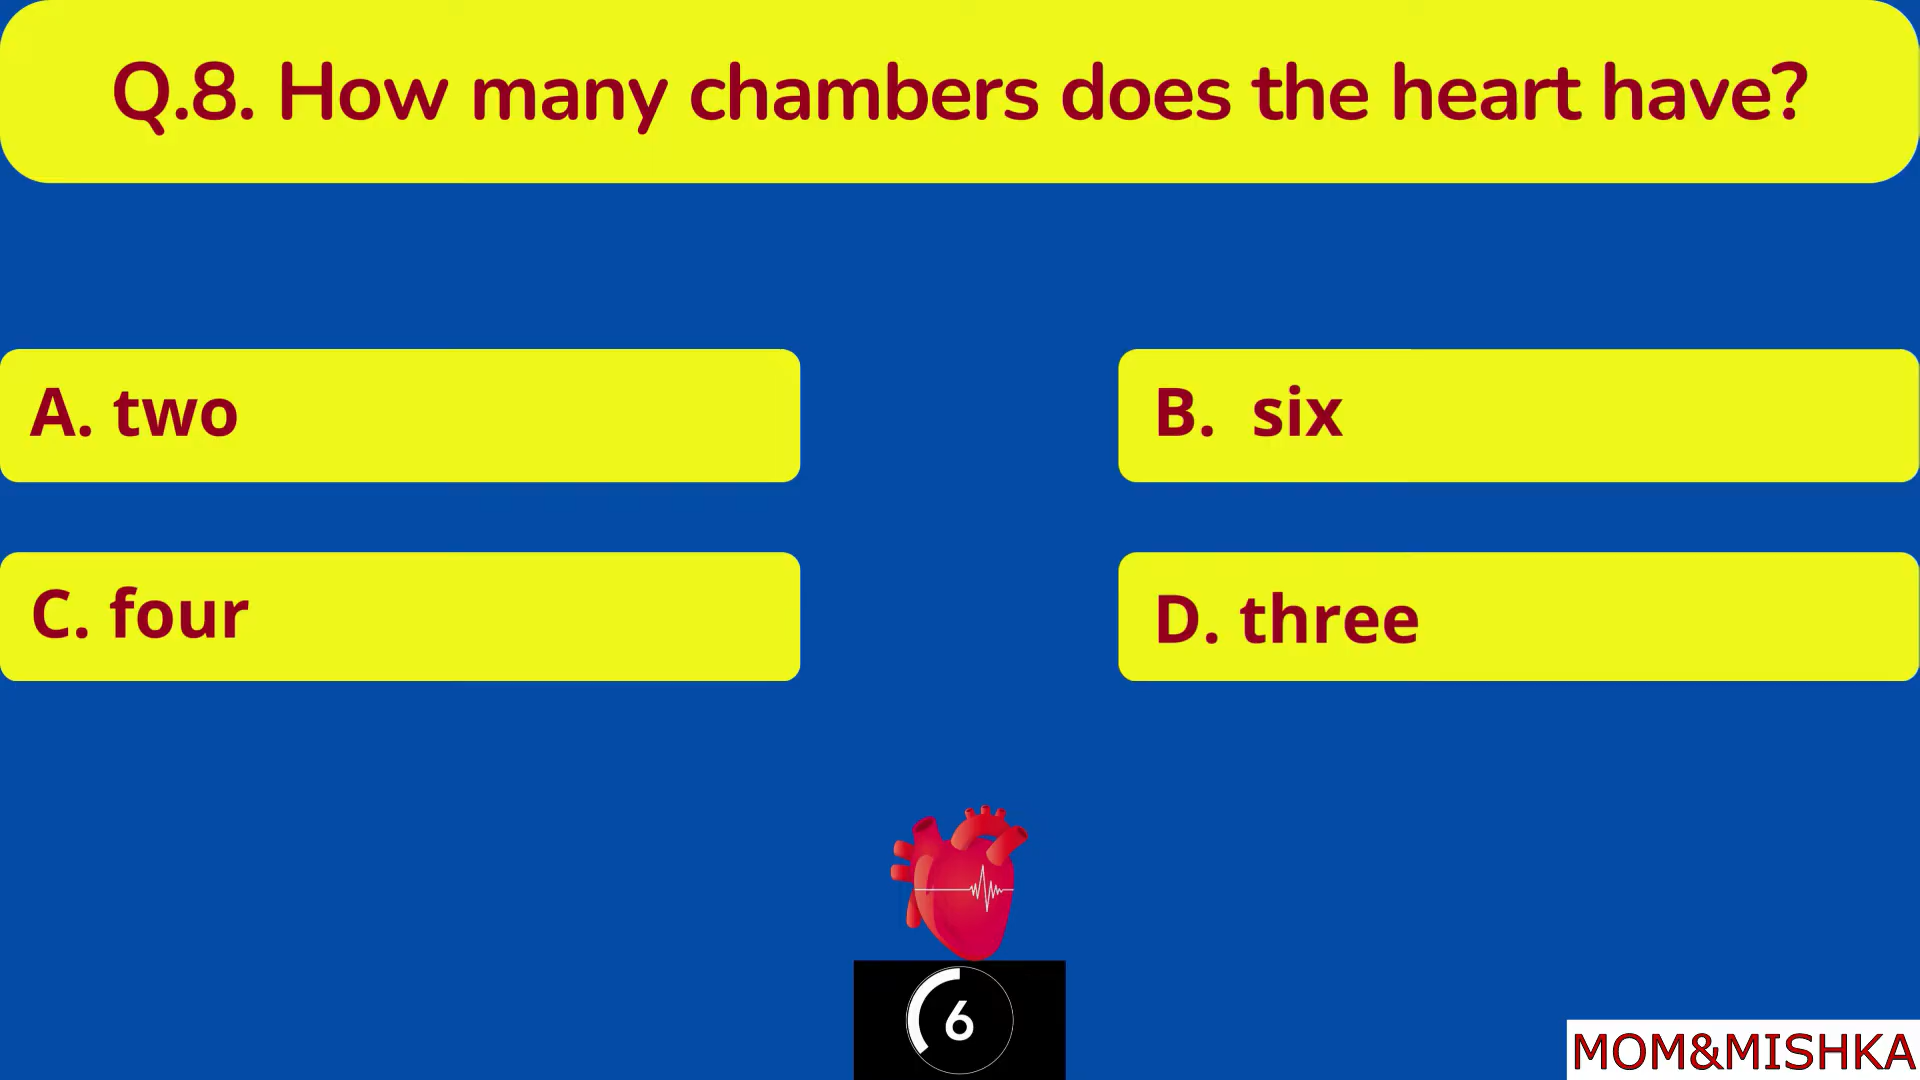 Q.8. How many chambers does the heart have?
A. two
B. six
C. four
D. three
6
MOM&MISHKA